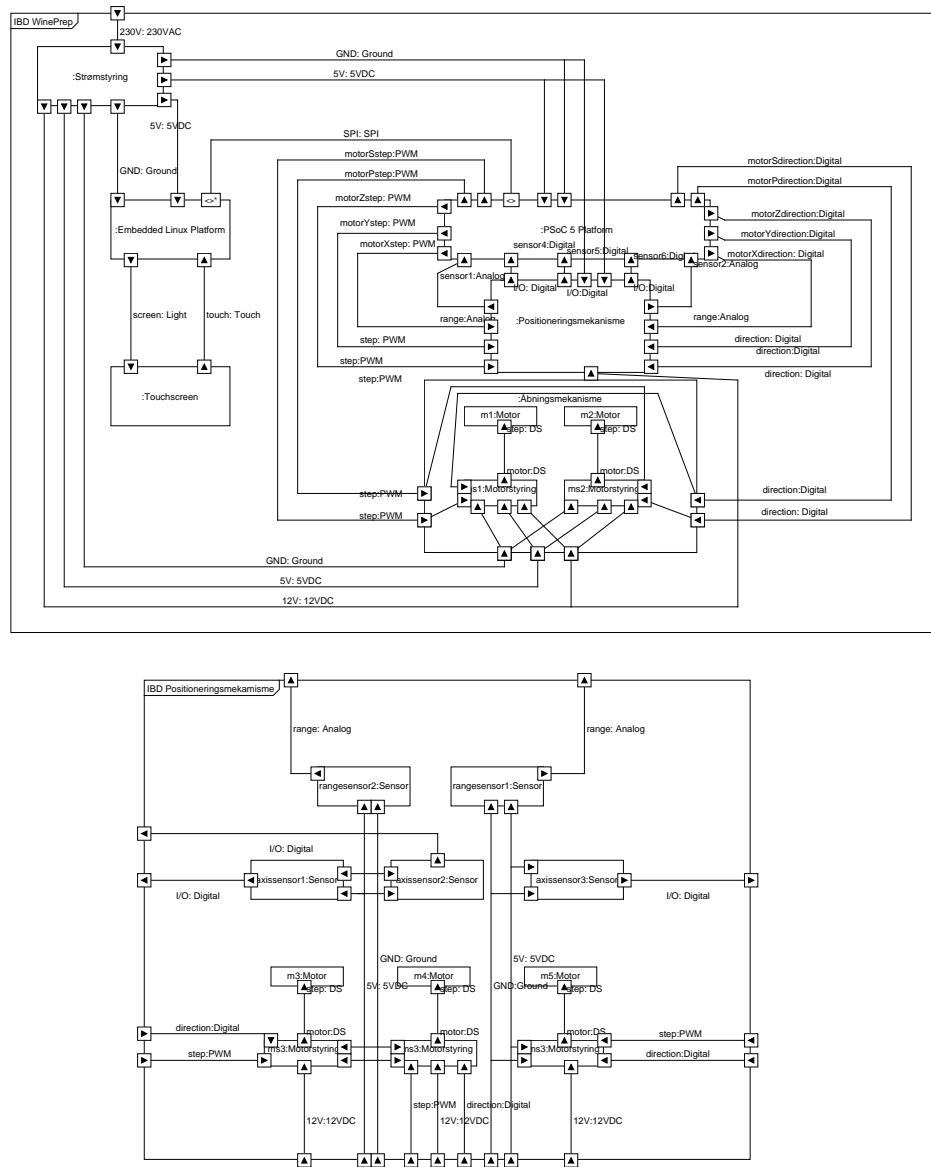 IBD WinePrep
230V: 230VAC
:Strømstyring
GND: Ground
5V: 5VDC
5V: 5VDC
SPI: SPI
motorSstep:PWM
motorSdirection:Digital
GND: Ground
motorPstep:PWM
motorPdirection:Digital
motorZstep: PWM
motorZdirection:Digital
motorYstep: PWM
:Embedded Linux Platform
:PSoC 5 Platform
motorYdirection:Digital
motorXstep: PWM
sensor4:Digital
sensor5:Digital
sensor6:Digital
motorXdirection: Digital
sensor1:Analog
sensor2:Analog
I/O: Digital
I/O:Digital
I/O:Digital
screen: Light
touch: Touch
range:Analog
:Positioneringsmekanisme
range:Analog
step: PWM
direction: Digital
step:PWM
direction:Digital
step:PWM
direction: Digital
:Touchscreen
:Åbningsmekanisme
m1:Motor
m2:Motor
step: DS
step: DS
motor:DS
motor:DS
step:PWM
ms1:Motorstyring
ms2:Motorstyring
direction:Digital
step:PWM
direction: Digital
GND: Ground
5V: 5VDC
12V: 12VDC
IBD Positioneringsmekamisme
range: Analog
range: Analog
rangesensor2:Sensor
rangesensor1:Sensor
I/O: Digital
axissensor1:Sensor
axissensor2:Sensor
axissensor3:Sensor
I/O: Digital
I/O: Digital
GND: Ground
5V: 5VDC
m3:Motor
m4:Motor
m5:Motor
step: DS
5V: 5VDC
step: DS
GND:Ground
step: DS
direction:Digital
motor:DS
motor:DS
motor:DS
step:PWM
step:PWM
ms3:Motorstyring
ms3:Motorstyring
ms3:Motorstyring
direction:Digital
step:PWM
direction:Digital
12V:12VDC
12V:12VDC
12V:12VDC